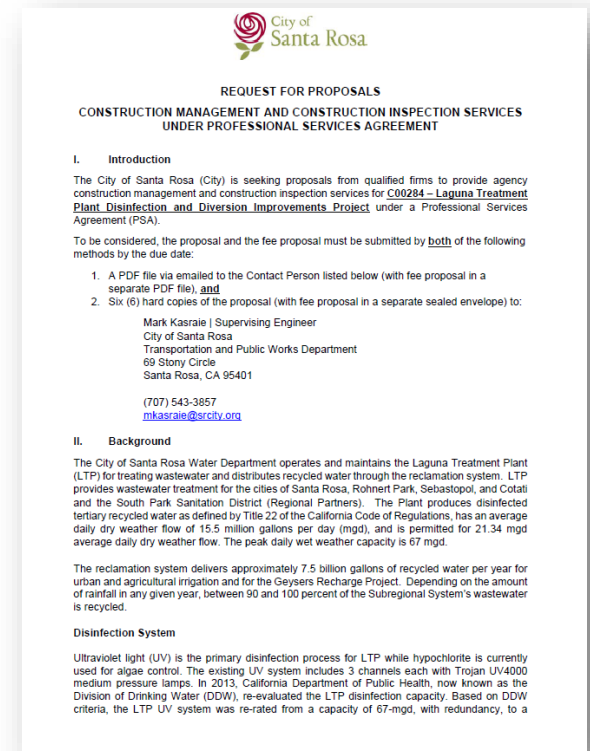 City of
Santa Rosa
REQUEST FOR PROPOSALS
CONSTRUCTION MANAGEMENT AND CONSTRUCTION INSPECTION SERVICES
UNDER PROFESSIONAL SERVICES AGREEMENT
I. Introduction
The City of Santa Rosa (City) is seeking proposals from qualified firms to provide agency
construction management and construction inspection services for C00284 – Laguna Treatment
Plant Disinfection and Diversion Improvements Project under a Professional Services
Agreement (PSA).
To be considered, the proposal and the fee proposal must be submitted by both of the following
methods by the due date:
1. A PDF file via emailed to the Contact Person listed below (with fee proposal in a
separate PDF file), and
2. Six (6) hard copies of the proposal (with fee proposal in a separate sealed envelope) to:
Mark Kasraie | Supervising Engineer
City of Santa Rosa
Transportation and Public Works Department
69 Stony Circle
Santa Rosa, CA 95401
(707) 543-3857
mkasraie@srcity.org
II. Background
The City of Santa Rosa Water Department operates and maintains the Laguna Treatment Plant
(LTP) for treating wastewater and distributes recycled water through the reclamation system. LTP
provides wastewater treatment for the cities of Santa Rosa, Rohnert Park, Sebastopol, and Cotati
and the South Park Sanitation District (Regional Partners). The Plant produces disinfected
tertiary recycled water as defined by Title 22 of the California Code of Regulations, has an average
daily dry weather flow of 15.5 million gallons per day (mgd), and is permitted for 21.34 mgd
average daily dry weather flow. The peak daily wet weather capacity is 67 mgd.
The reclamation system delivers approximately 7.5 billion gallons of recycled water per year for
urban and agricultural irrigation and for the Geysers Recharge Project. Depending on the amount
of rainfall in any given year, between 90 and 100 percent of the Subregional System's wastewater
is recycled.
Disinfection System
Ultraviolet light (UV) is the primary disinfection process for LTP while hypochlorite is currently
used for algae control. The existing UV system includes 3 channels each with Trojan UV4000
medium pressure lamps. In 2013, California Department of Public Health, now known as the
Division of Drinking Water (DDW), re-evaluated the LTP disinfection capacity. Based on DDW
criteria, the LTP UV system was re-rated from a capacity of 67-mgd, with redundancy, to a